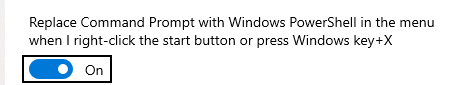 Replace Command Prompt with Windows PowerShell in the menu
when I right-click the start button or press Windows key+X
On